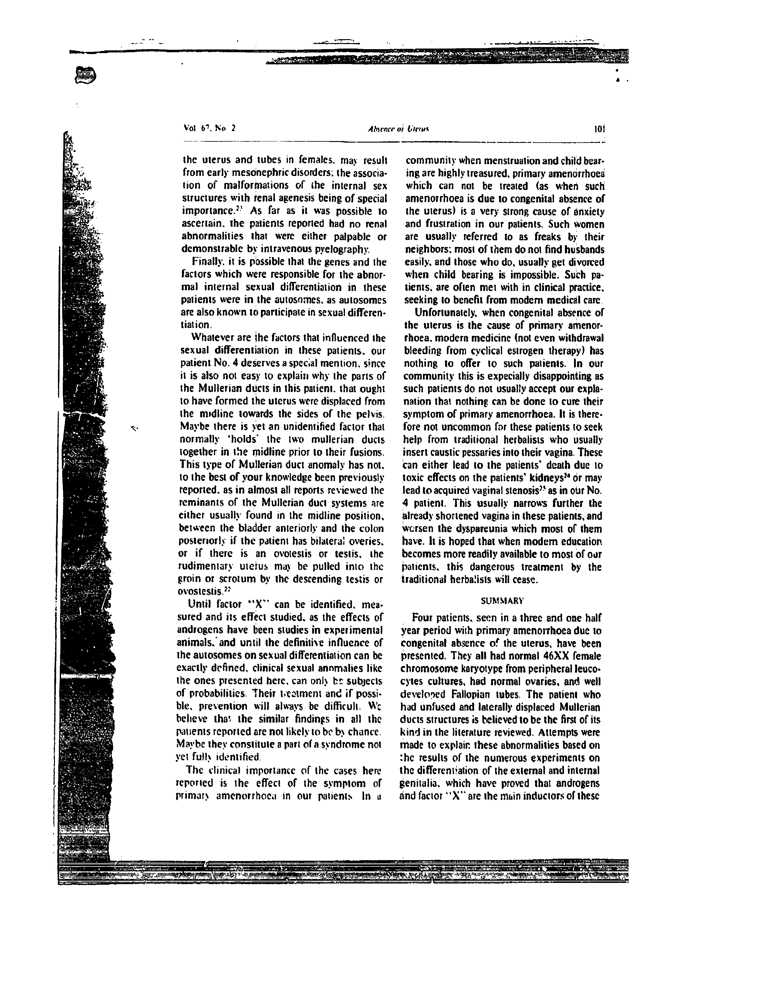 Vol 67, No 2
Absence of Uterus
101
the uterus and tubes in females, may result
from early mesonephric disorders; the associa-
tion of malformations of the internal sex
structures with renal agenesis being of special
importance.²¹ As far as it was possible to
ascertain, the patients reported had no renal
abnormalities that were either palpable or
demonstrable by intravenous pyelography.
Finally, it is possible that the genes and the
factors which were responsible for the abnor-
mal internal sexual differentiation in these
patients were in the autosomes, as autosomes
are also known to participate in sexual differen-
tiation.
Whatever are the factors that influenced the
sexual differentiation in these patients, our
patient No. 4 deserves a special mention, since
it is also not easy to explain why the parts of
the Mullerian ducts in this patient, that ought
to have formed the uterus were displaced from
the midline towards the sides of the pelvis.
Maybe there is yet an unidentified factor that
normally 'holds' the two mullerian ducts
together in the midline prior to their fusions.
This type of Mullerian duct anomaly has not,
to the best of your knowledge been previously
reported, as in almost all reports reviewed the
reminants of the Mullerian duct systems are
either usually found in the midline position,
between the bladder anteriorly and the colon
posteriorly if the patient has bilateral overies,
or if there is an ovotestis or testis, the
rudimentary uterus may be pulled into the
groin or scrotum by the descending testis or
ovostestis.²²
Until factor "X" can be identified, mea-
sured and its effect studied, as the effects of
androgens have been studies in experimental
animals, and until the definitive influence of
the autosomes on sexual differentiation can be
exactly defined, clinical sexual anomalies like
the ones presented here, can only be subjects
of probabilities. Their treatment and if possi-
ble, prevention will always be difficult. We
believe that the similar findings in all the
patients reported are not likely to be by chance.
Maybe they constitute a part of a syndrome not
yet fully identified.
The clinical importance of the cases here
reported is the effect of the symptom of
primary amenorrhoea in our patients. In a
community when menstruation and child bear-
ing are highly treasured, primary amenorrhoea
which can not be treated (as when such
amenorrhoea is due to congenital absence of
the uterus) is a very strong cause of anxiety
and frustration in our patients. Such women
are usually referred to as freaks by their
neighbors; most of them do not find husbands
easily, and those who do, usually get divorced
when child bearing is impossible. Such pa-
tients, are often met with in clinical practice,
seeking to benefit from modern medical care.
Unfortunately, when congenital absence of
the uterus is the cause of primary amenor-
rhoea, modern medicine (not even withdrawal
bleeding from cyclical estrogen therapy) has
nothing to offer to such patients. In our
community this is expecially disappointing as
such patients do not usually accept our expla-
nation that nothing can be done to cure their
symptom of primary amenorrhoea. It is there-
fore not uncommon for these patients to seek
help from traditional herbalists who usually
insert caustic pessaries into their vagina. These
can either lead to the patients' death due to
toxic effects on the patients' kidneys²⁴ or may
lead to acquired vaginal stenosis²⁵ as in our No.
4 patient. This usually narrows further the
already shortened vagina in these patients, and
worsen the dyspareunia which most of them
have. It is hoped that when modern education
becomes more readily available to most of our
patients, this dangerous treatment by the
traditional herbalists will cease.
SUMMARY
Four patients, seen in a three and one half
year period with primary amenorrhoea due to
congenital absence of the uterus, have been
presented. They all had normal 46XX female
chromosome karyotype from peripheral leuco-
cytes cultures, had normal ovaries, and well
developed Fallopian tubes. The patient who
had unfused and laterally displaced Mullerian
ducts structures is believed to be the first of its
kind in the literature reviewed. Attempts were
made to explain these abnormalities based on
the results of the numerous experiments on
the differentiation of the external and internal
genitalia, which have proved that androgens
and factor "X" are the main inductors of these